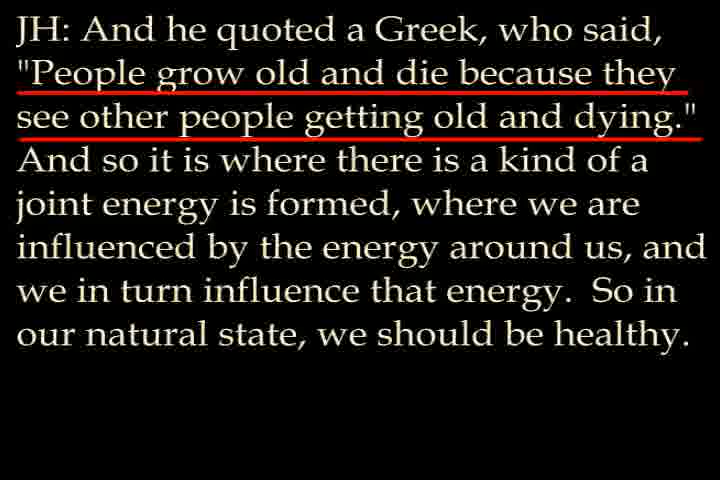 JH: And he quoted a Greek, who said,
"People grow old and die because they
see other people getting old and dying."
And so it is where there is a kind of a
joint energy is formed, where we are
influenced by the energy around us, and
we in turn influence that energy.  So in
our natural state, we should be healthy.